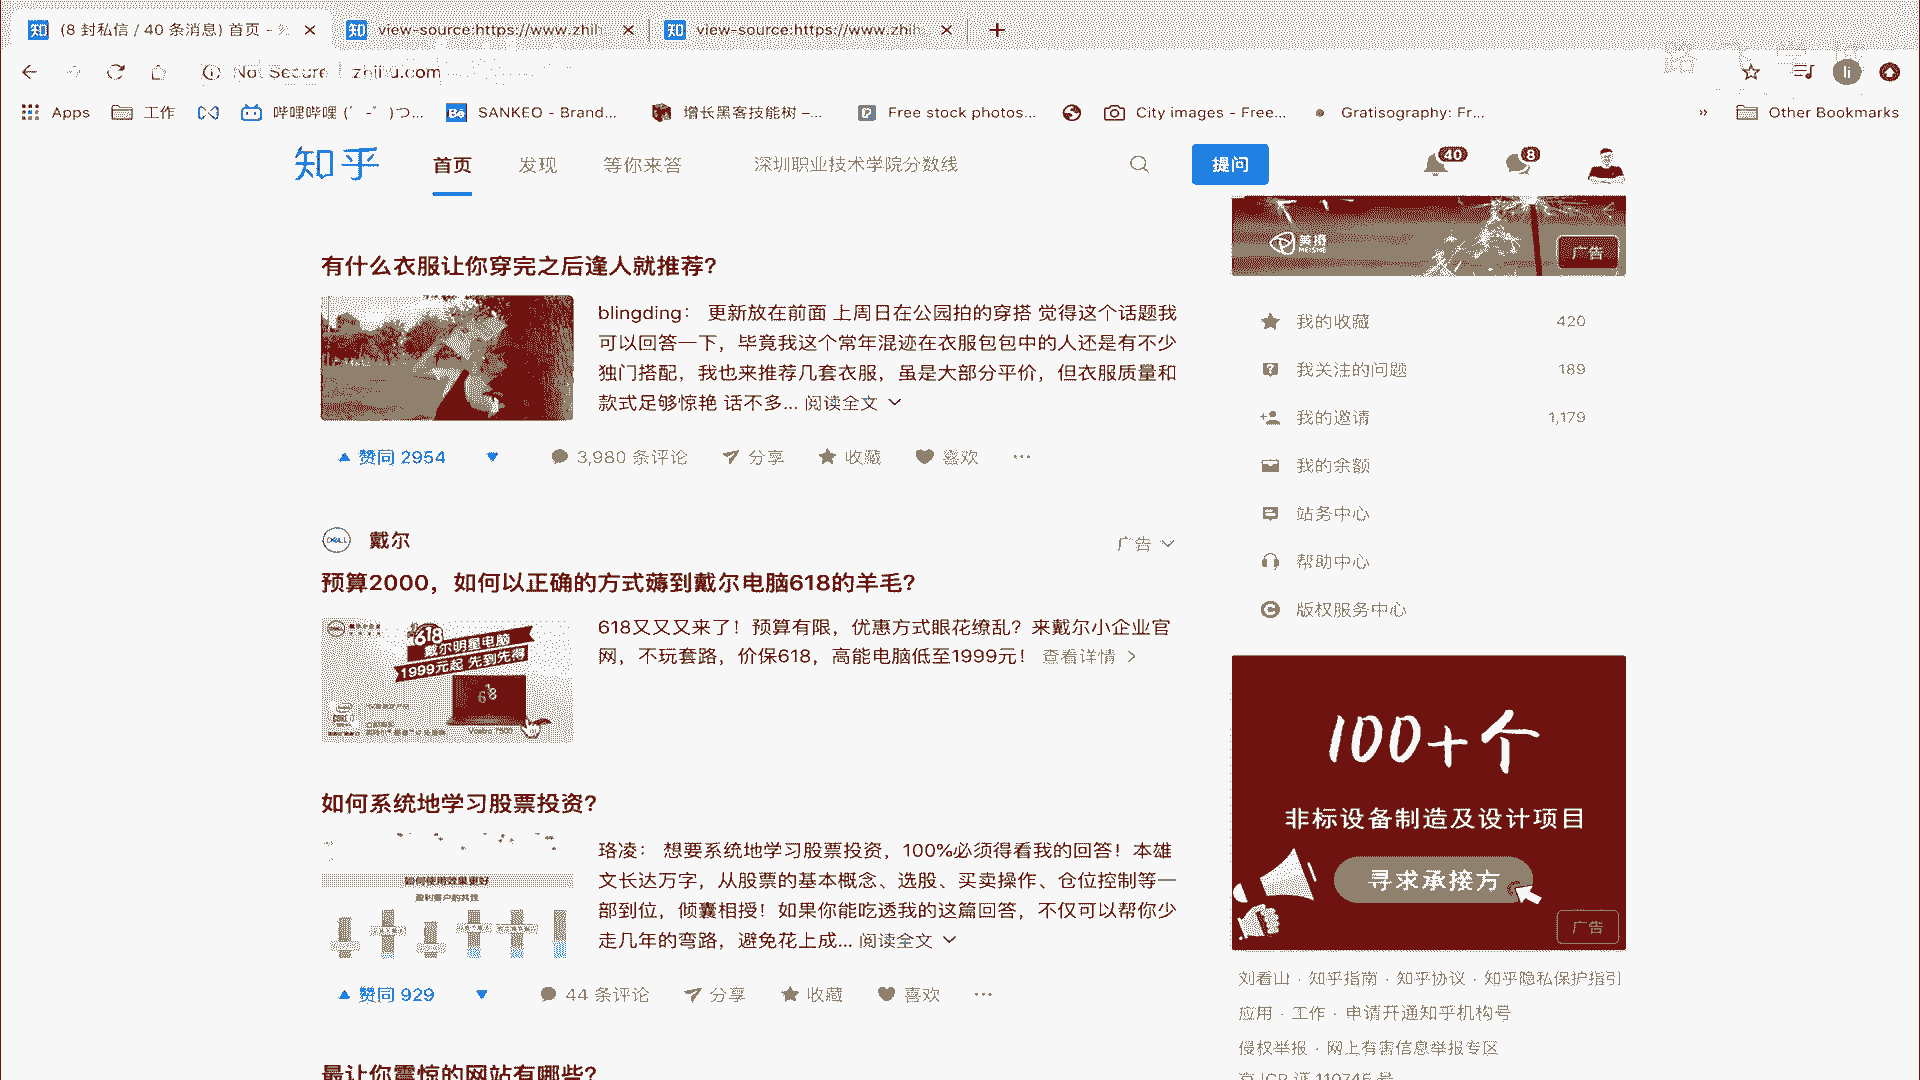 (8 封私信 / 40 条消息) 首页 -
view-source:https://www.zhih
view-source:https://www.zhih
Not Secure | zhihu.com
li
Apps
工作
哔哩哔哩 (゜-゜)つ...
Bē SANKEO - Brand...
增长黑客技能树 –...
Free stock photos...
City images - Free...
Gratisography: Fr...
» Other Bookmarks
知乎
首页
发现
等你来答
深圳职业技术学院分数线
提问
40
8
有什么衣服让你穿完之后逢人就推荐?
blingding： 更新放在前面 上周日在公园拍的穿搭 觉得这个话题我
可以回答一下，毕竟我这个常年混迹在衣服包包中的人还是有不少
独门搭配，我也来推荐几套衣服，虽是大部分平价，但衣服质量和
款式足够惊艳 话不多... 阅读全文
赞同 2954
3,980 条评论
分享
收藏
喜欢
···
DELL
戴尔
广告
预算2000，如何以正确的方式薅到戴尔电脑618的羊毛?
618
戴尔明星电脑
1999元起 先到先得
618
Vostro 7500
618又又又来了！预算有限，优惠方式眼花缭乱？来戴尔小企业官
网，不玩套路，价保618，高能电脑低至1999元！ 查看详情
如何系统地学习股票投资?
如何使用效果更好
盈利客户的共性
珞凌： 想要系统地学习股票投资，100%必须得看我的回答！本雄
文长达万字，从股票的基本概念、选股、买卖操作、仓位控制等一
部到位，倾囊相授！如果你能吃透我的这篇回答，不仅可以帮你少
走几年的弯路，避免花上成... 阅读全文
赞同 929
44 条评论
分享
收藏
喜欢
···
最让你震惊的网站有哪些?
美摄
MEISHE
广告
我的收藏 420
我关注的问题 189
我的邀请 1,179
我的余额
站务中心
帮助中心
版权服务中心
100+个
非标设备制造及设计项目
寻求承接方
广告
刘看山 · 知乎指南 · 知乎协议 · 知乎隐私保护指引
应用 · 工作 · 申请开通知乎机构号
侵权举报 · 网上有害信息举报专区
京 ICP 证 110745 号